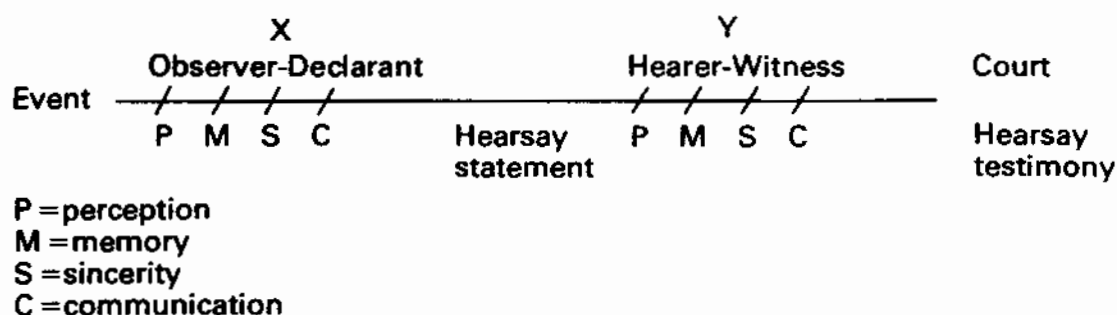 X Y
Observer-Declarant Hearer-Witness Court
Event
P M S C Hearsay statement P M S C Hearsay testimony
P = perception
M = memory
S = sincerity
C = communication